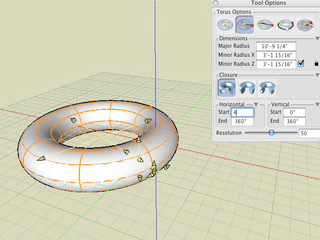 Tool Options
Torus Options
Dimensions
Major Radius 10'-9 1/4"
Minor Radius X 3'-1 15/16"
Minor Radius Z 3'-1 15/16"
Closure
Horizontal Vertical
Start Start 0°
End 360° End 360°
Resolution 50